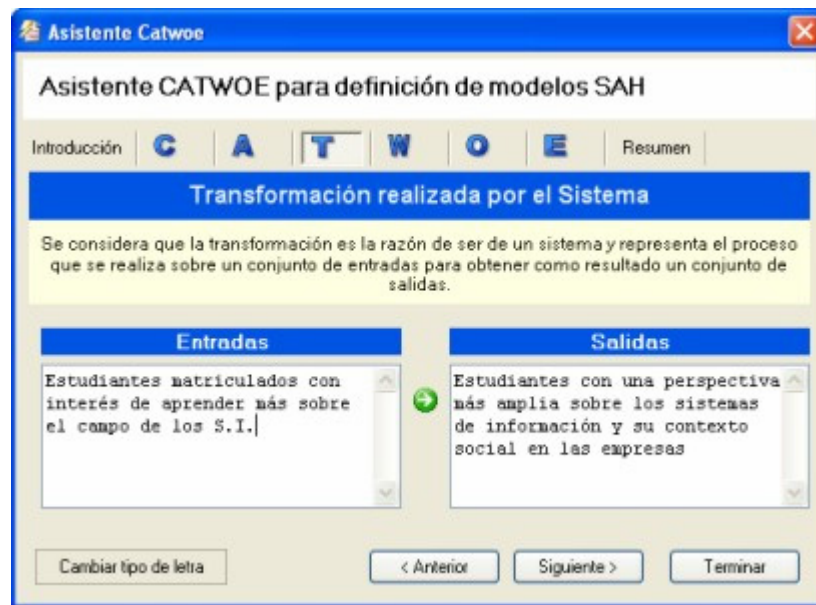 Asistente Catwoe
Asistente CATWOE para definición de modelos SAH
Introducción C A T W O E Resumen
Transformación realizada por el Sistema
Se considera que la transformación es la razón de ser de un sistema y representa el proceso
que se realiza sobre un conjunto de entradas para obtener como resultado un conjunto de
salidas.
Entradas Salidas
Estudiantes matriculados con
interés de aprender más sobre
el campo de los S.I.
Estudiantes con una perspectiva
más amplia sobre los sistemas
de información y su contexto
social en las empresas
Cambiar tipo de letra < Anterior Siguiente > Terminar